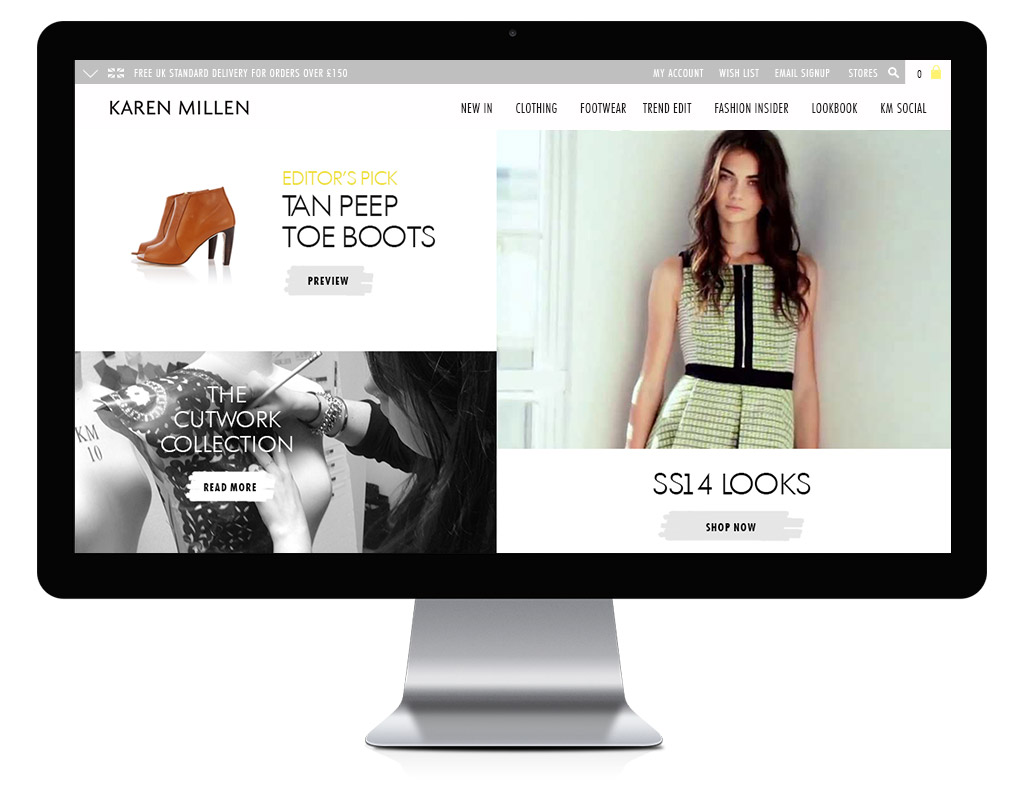 FREE UK STANDARD DELIVERY FOR ORDERS OVER £150
MY ACCOUNT WISH LIST EMAIL SIGNUP STORES 0
KAREN MILLEN
NEW IN CLOTHING FOOTWEAR TREND EDIT FASHION INSIDER LOOKBOOK KM SOCIAL
EDITOR'S PICK
TAN PEEP
TOE BOOTS
PREVIEW
THE
CUTWORK
COLLECTION
READ MORE
KM
10
SS14 LOOKS
SHOP NOW